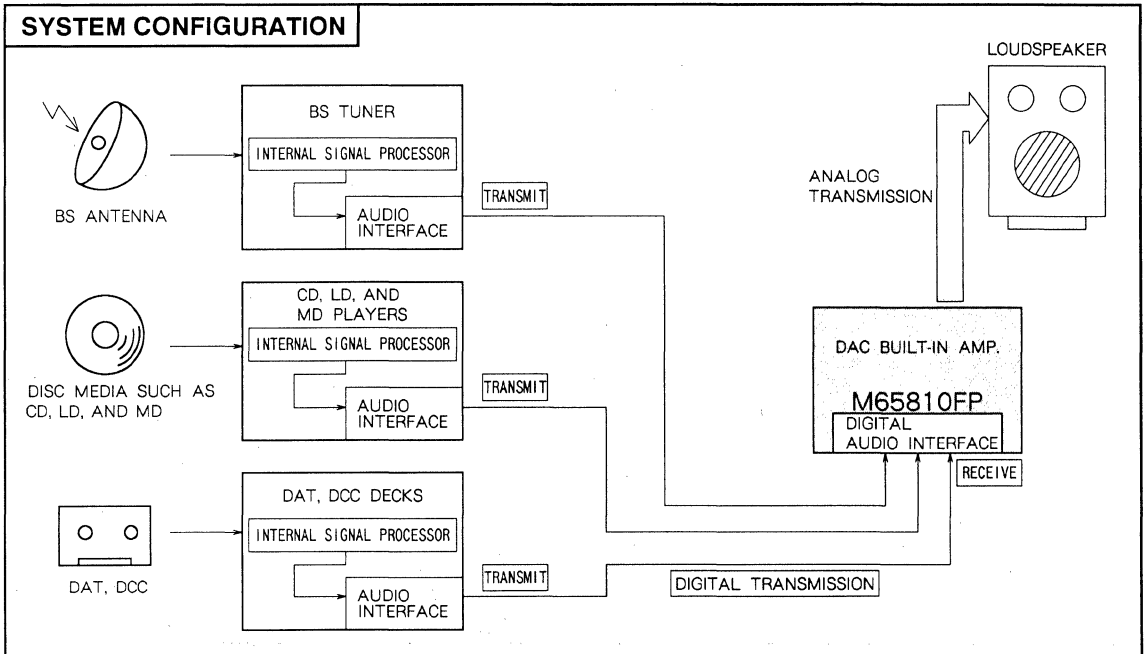 SYSTEM CONFIGURATION
BS ANTENNA
BS TUNER
INTERNAL SIGNAL PROCESSOR
AUDIO
INTERFACE
TRANSMIT
DISC MEDIA SUCH AS
CD, LD, AND MD
CD, LD, AND
MD PLAYERS
INTERNAL SIGNAL PROCESSOR
AUDIO
INTERFACE
TRANSMIT
DAT, DCC
DAT, DCC DECKS
INTERNAL SIGNAL PROCESSOR
AUDIO
INTERFACE
TRANSMIT
DIGITAL TRANSMISSION
LOUDSPEAKER
ANALOG
TRANSMISSION
DAC BUILT-IN AMP.
M65810FP
DIGITAL
AUDIO INTERFACE
RECEIVE